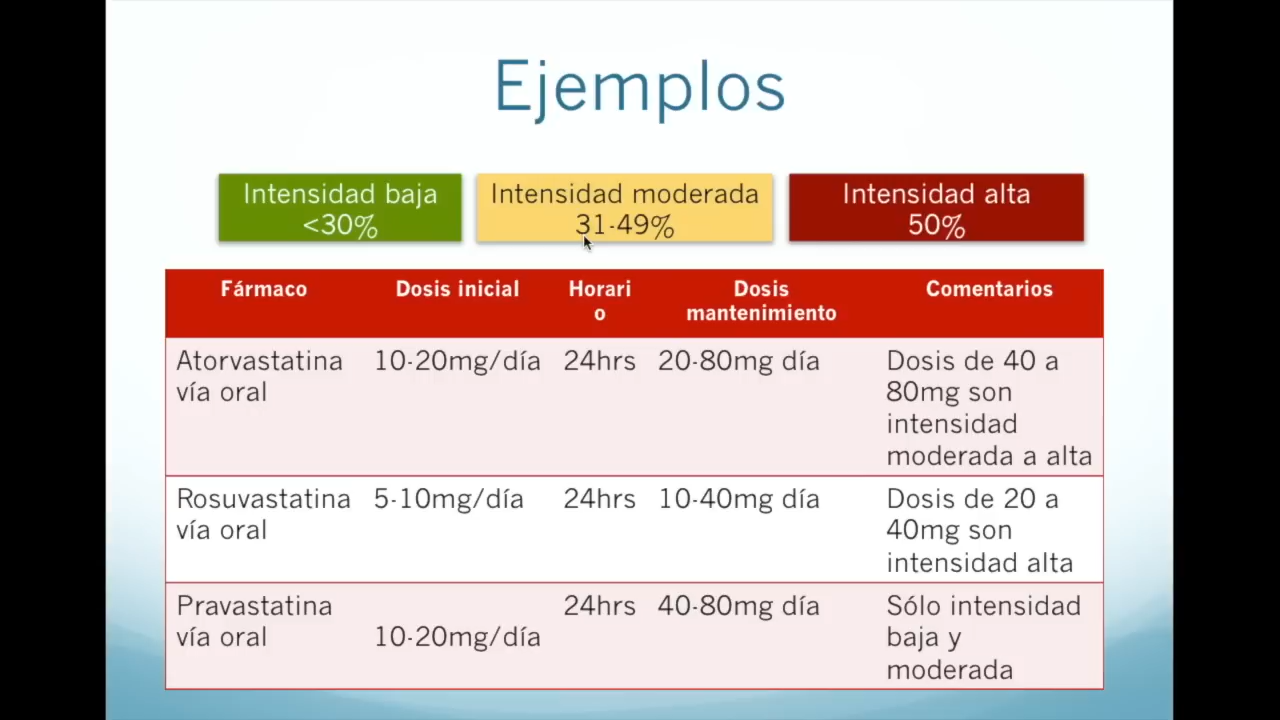 Ejemplos
Intensidad baja
<30%
Intensidad moderada
31-49%
Intensidad alta
50%
Fármaco
Dosis inicial
Horari
o
Dosis
mantenimiento
Comentarios
Atorvastatina
vía oral
10-20mg/día
24hrs
20-80mg día
Dosis de 40 a
80mg son
intensidad
moderada a alta
Rosuvastatina
vía oral
5-10mg/día
24hrs
10-40mg día
Dosis de 20 a
40mg son
intensidad alta
Pravastatina
vía oral
10-20mg/día
24hrs
40-80mg día
Sólo intensidad
baja y
moderada